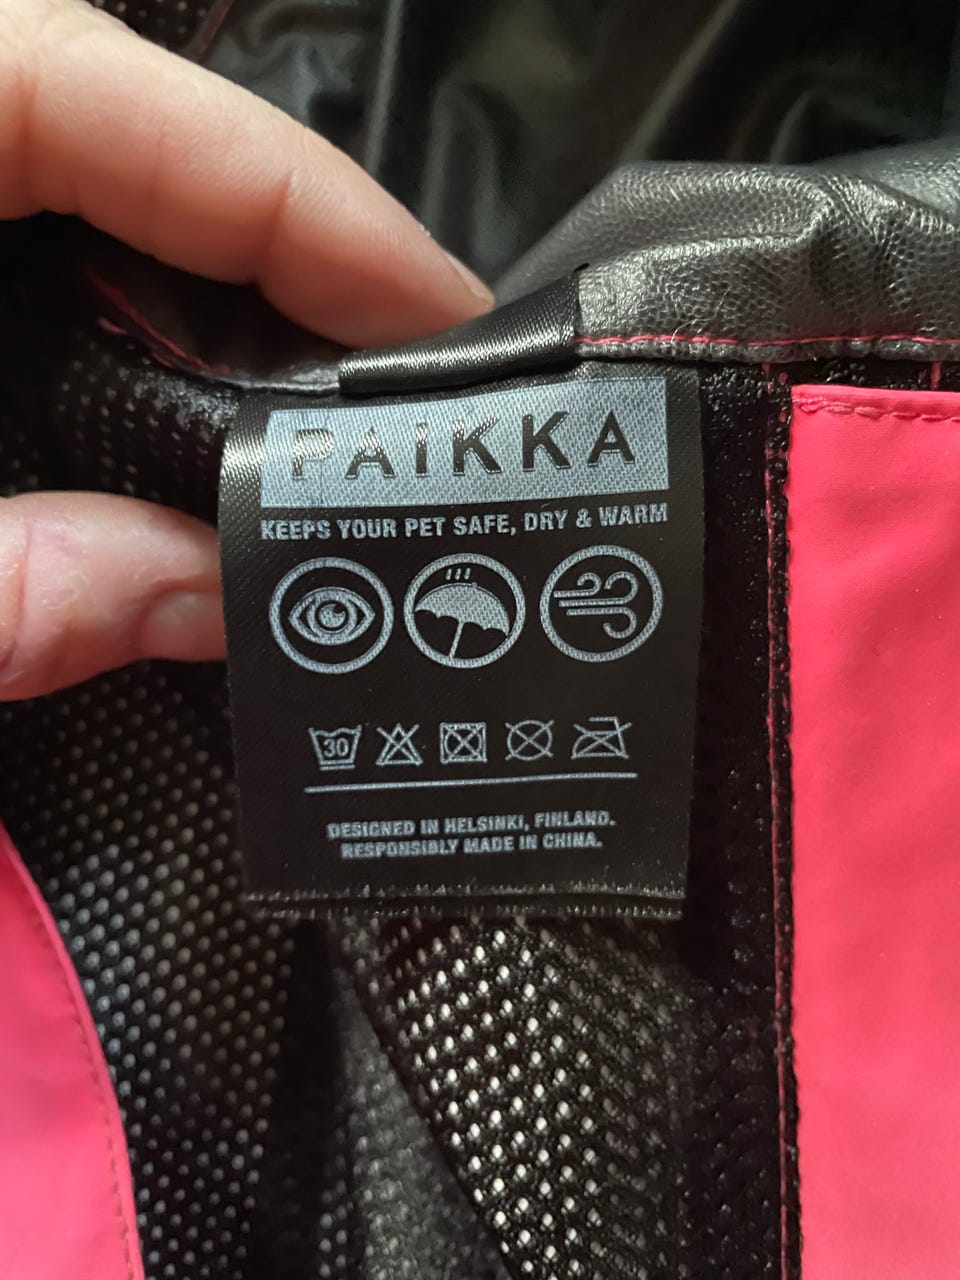 PAIKKA
KEEPS YOUR PET SAFE, DRY & WARM
30
DESIGNED IN HELSINKI, FINLAND.
RESPONSIBLY MADE IN CHINA.